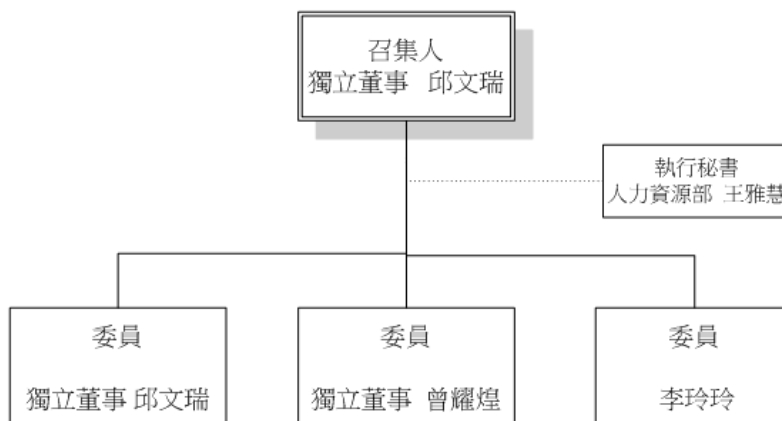 召集人
獨立董事 邱文瑞
執行秘書
人力資源部 王雅慧
委員
獨立董事 邱文瑞
委員
獨立董事 曾耀煌
委員
李玲玲